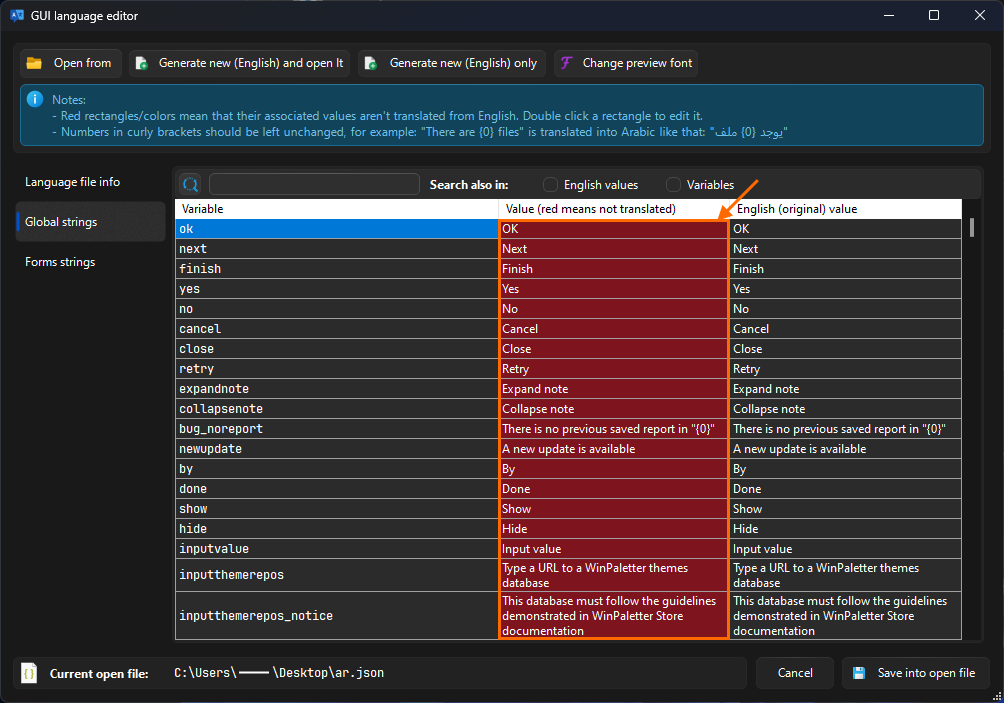 GUI language editor
Open from
Generate new (English) and open It
Generate new (English) only
Change preview font
Notes:
- Red rectangles/colors mean that their associated values aren't translated from English. Double click a rectangle to edit it.
- Numbers in curly brackets should be left unchanged, for example: "There are {0} files" is translated into Arabic like that: "يوجد {0} ملف"
Language file info
Global strings
Forms strings
Search also in:
English values
Variables
Variable
Value (red means not translated)
English (original) value
ok
OK
OK
next
Next
Next
finish
Finish
Finish
yes
Yes
Yes
no
No
No
cancel
Cancel
Cancel
close
Close
Close
retry
Retry
Retry
expandnote
Expand note
Expand note
collapsenote
Collapse note
Collapse note
bug_noreport
There is no previous saved report in "{0}"
There is no previous saved report in "{0}"
newupdate
A new update is available
A new update is available
by
By
By
done
Done
Done
show
Show
Show
hide
Hide
Hide
inputvalue
Input value
Input value
inputthemerepos
Type a URL to a WinPaletter themes
database
Type a URL to a WinPaletter themes
database
inputthemerepos_notice
This database must follow the guidelines
demonstrated in WinPaletter Store
documentation
This database must follow the guidelines
demonstrated in WinPaletter Store
documentation
Current open file:
C:\Users\ \Desktop\ar.json
Cancel
Save into open file